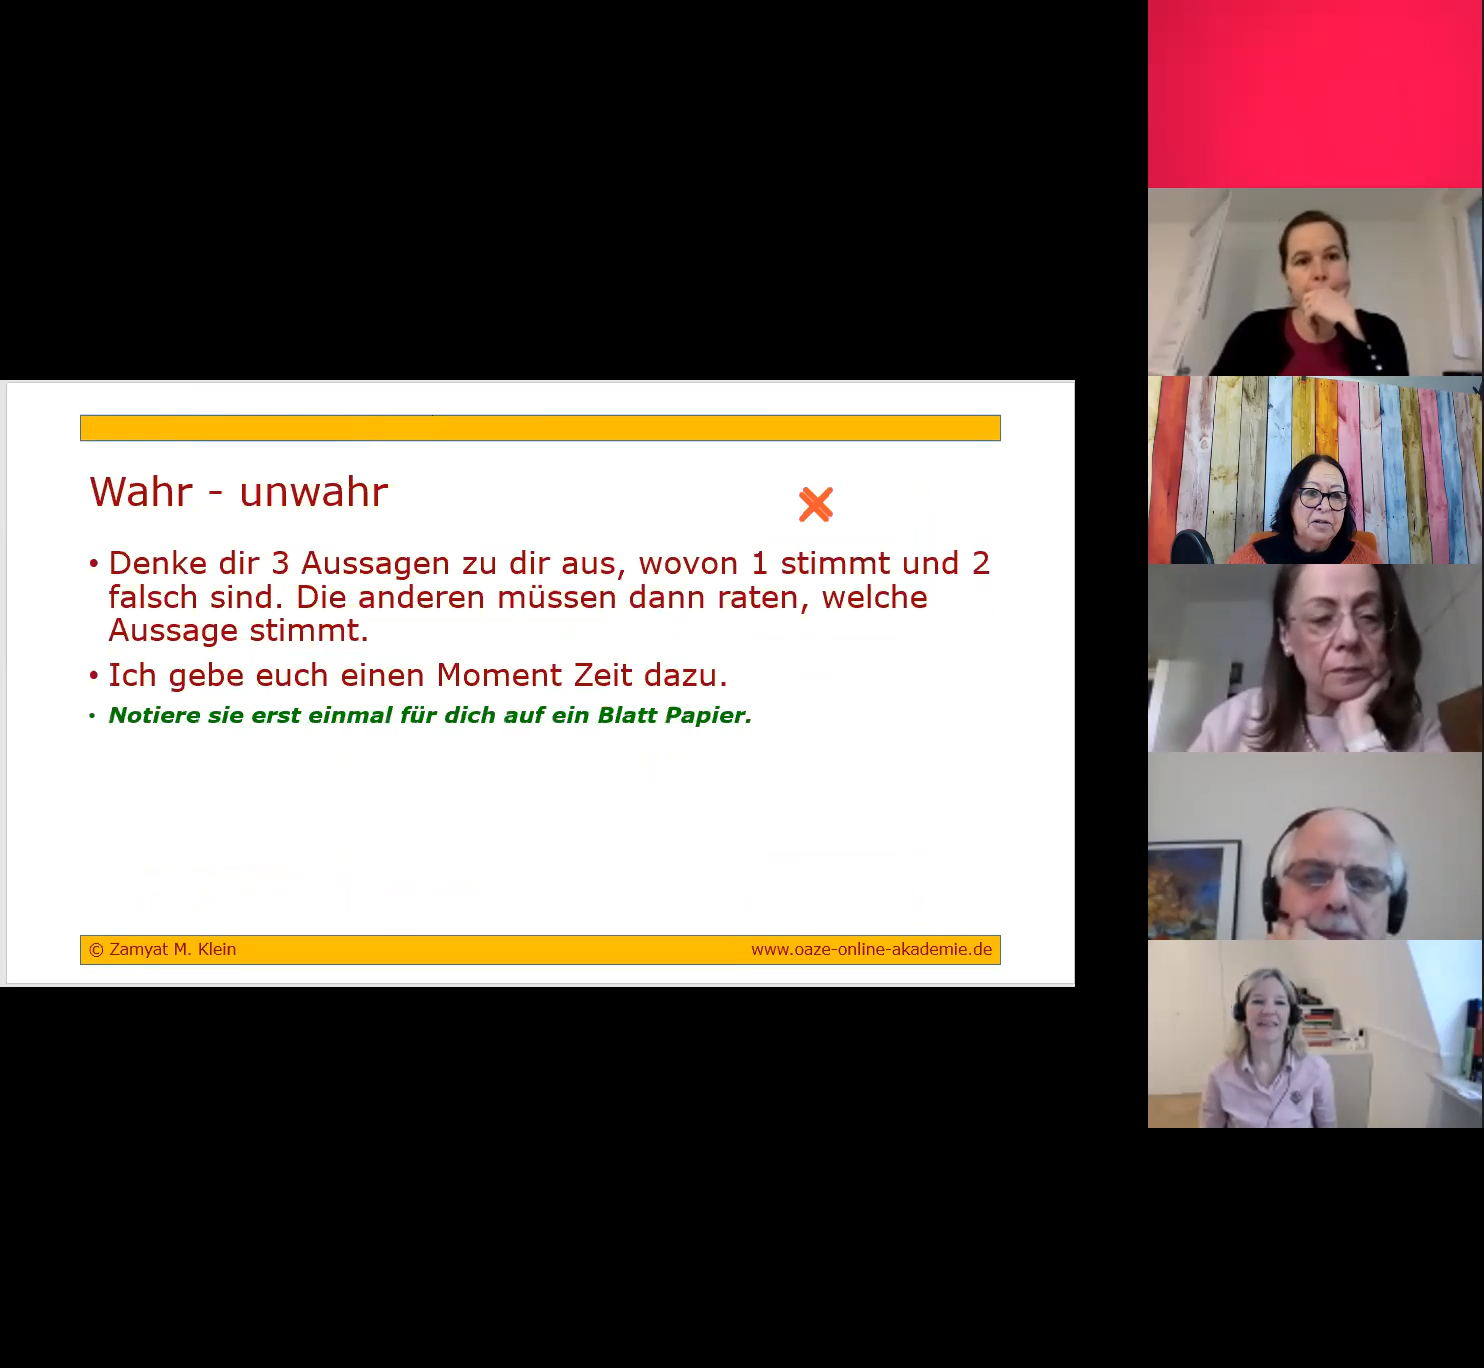 Wahr - unwahr
• Denke dir 3 Aussagen zu dir aus, wovon 1 stimmt und 2
falsch sind. Die anderen müssen dann raten, welche
Aussage stimmt.
• Ich gebe euch einen Moment Zeit dazu.
• Notiere sie erst einmal für dich auf ein Blatt Papier.
© Zamyat M. Klein
www.oaze-online-akademie.de